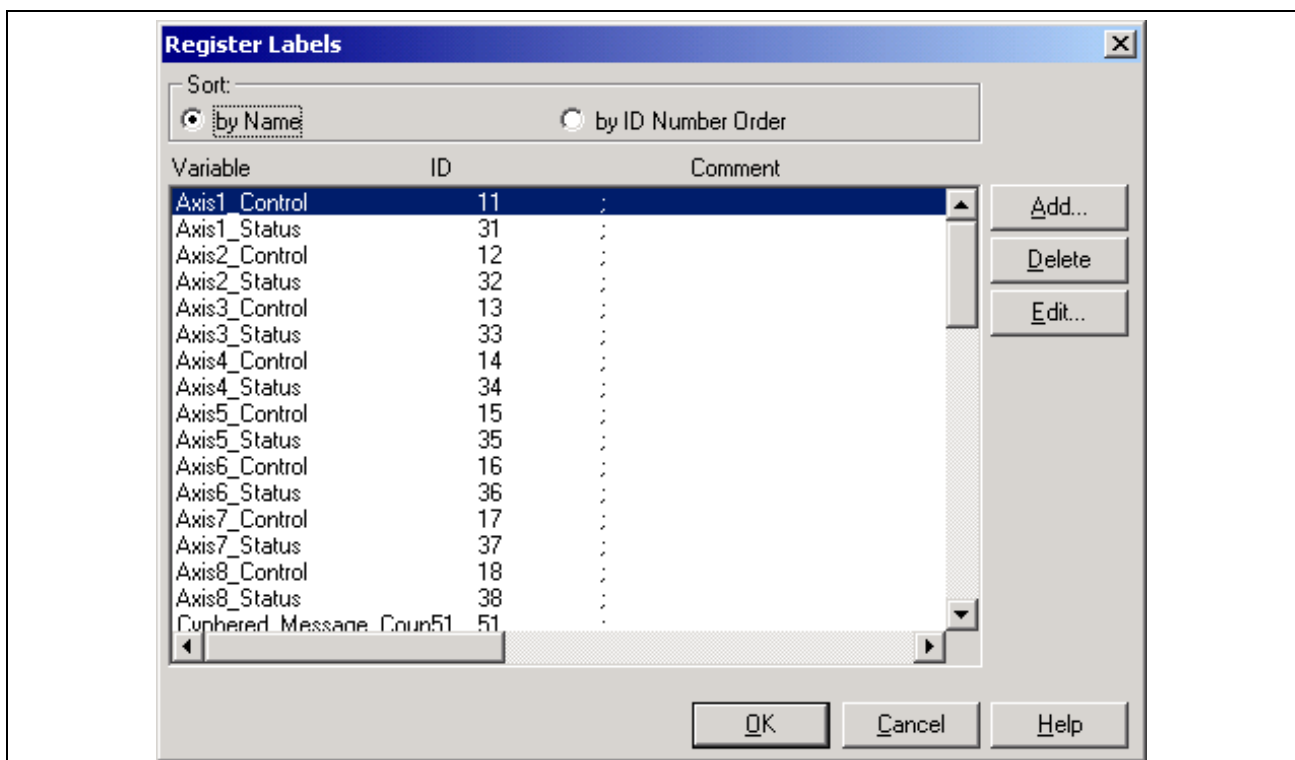 Register Labels
Sort:
by Name by ID Number Order
Variable ID Comment
Axis1_Control 11 ;
Axis1_Status 31 ;
Axis2_Control 12 ;
Axis2_Status 32 ;
Axis3_Control 13 ;
Axis3_Status 33 ;
Axis4_Control 14 ;
Axis4_Status 34 ;
Axis5_Control 15 ;
Axis5_Status 35 ;
Axis6_Control 16 ;
Axis6_Status 36 ;
Axis7_Control 17 ;
Axis7_Status 37 ;
Axis8_Control 18 ;
Axis8_Status 38 ;
Cyphered_Message_Coun51 51 ;
Add...
Delete
Edit...
OK Cancel Help